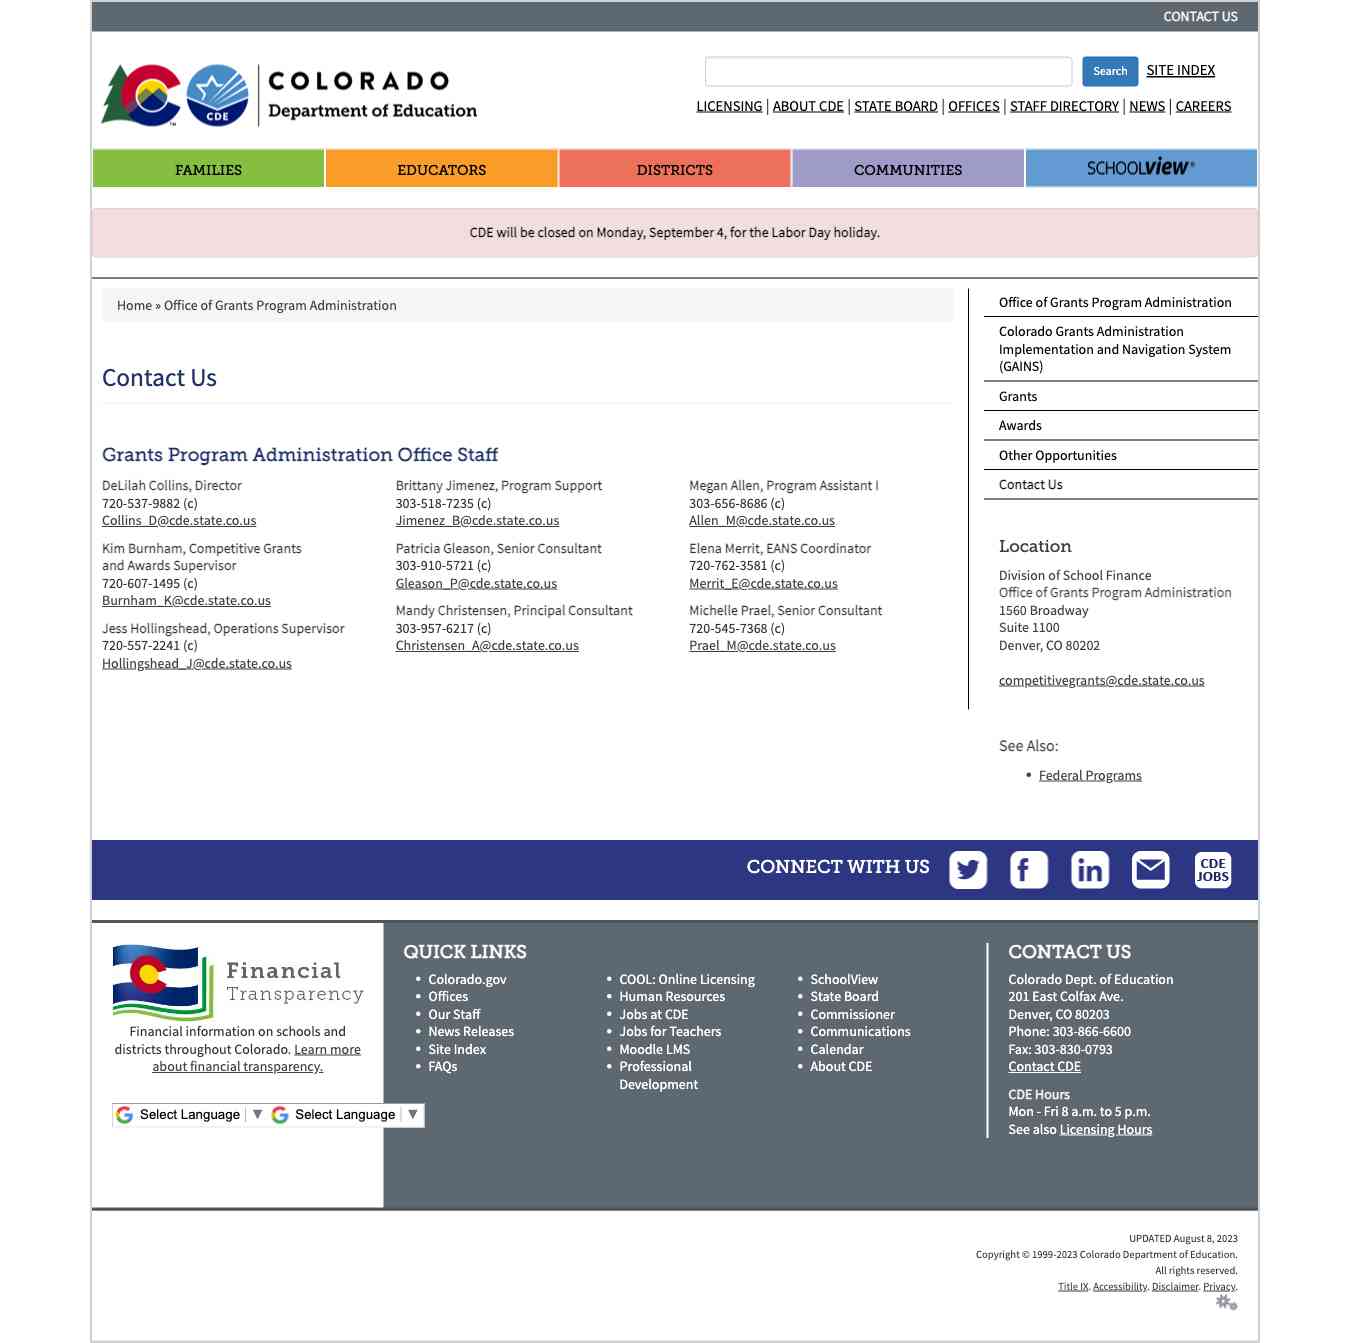 CONTACT US
COLORADO
Department of Education
CDE
TM
Search
SITE INDEX
LICENSING | ABOUT CDE | STATE BOARD | OFFICES | STAFF DIRECTORY | NEWS | CAREERS
FAMILIES
EDUCATORS
DISTRICTS
COMMUNITIES
SCHOOLview®
CDE will be closed on Monday, September 4, for the Labor Day holiday.
Home » Office of Grants Program Administration
Contact Us
Grants Program Administration Office Staff
DeLilah Collins, Director
720-537-9882 (c)
Collins_D@cde.state.co.us
Kim Burnham, Competitive Grants
and Awards Supervisor
720-607-1495 (c)
Burnham_K@cde.state.co.us
Jess Hollingshead, Operations Supervisor
720-557-2241 (c)
Hollingshead_J@cde.state.co.us
Brittany Jimenez, Program Support
303-518-7235 (c)
Jimenez_B@cde.state.co.us
Patricia Gleason, Senior Consultant
303-910-5721 (c)
Gleason_P@cde.state.co.us
Mandy Christensen, Principal Consultant
303-957-6217 (c)
Christensen_A@cde.state.co.us
Megan Allen, Program Assistant I
303-656-8686 (c)
Allen_M@cde.state.co.us
Elena Merrit, EANS Coordinator
720-762-3581 (c)
Merrit_E@cde.state.co.us
Michelle Prael, Senior Consultant
720-545-7368 (c)
Prael_M@cde.state.co.us
Office of Grants Program Administration
Colorado Grants Administration
Implementation and Navigation System
(GAINS)
Grants
Awards
Other Opportunities
Contact Us
Location
Division of School Finance
Office of Grants Program Administration
1560 Broadway
Suite 1100
Denver, CO 80202
competitivegrants@cde.state.co.us
See Also:
• Federal Programs
CONNECT WITH US
CDE
JOBS
Financial
Transparency
Financial information on schools and
districts throughout Colorado. Learn more
about financial transparency.
Select Language ▼
Select Language ▼
QUICK LINKS
• Colorado.gov
• Offices
• Our Staff
• News Releases
• Site Index
• FAQs
• COOL: Online Licensing
• Human Resources
• Jobs at CDE
• Jobs for Teachers
• Moodle LMS
• Professional
Development
• SchoolView
• State Board
• Commissioner
• Communications
• Calendar
• About CDE
CONTACT US
Colorado Dept. of Education
201 East Colfax Ave.
Denver, CO 80203
Phone: 303-866-6600
Fax: 303-830-0793
Contact CDE
CDE Hours
Mon - Fri 8 a.m. to 5 p.m.
See also Licensing Hours
UPDATED August 8, 2023
Copyright © 1999-2023 Colorado Department of Education.
All rights reserved.
Title IX. Accessibility. Disclaimer. Privacy.